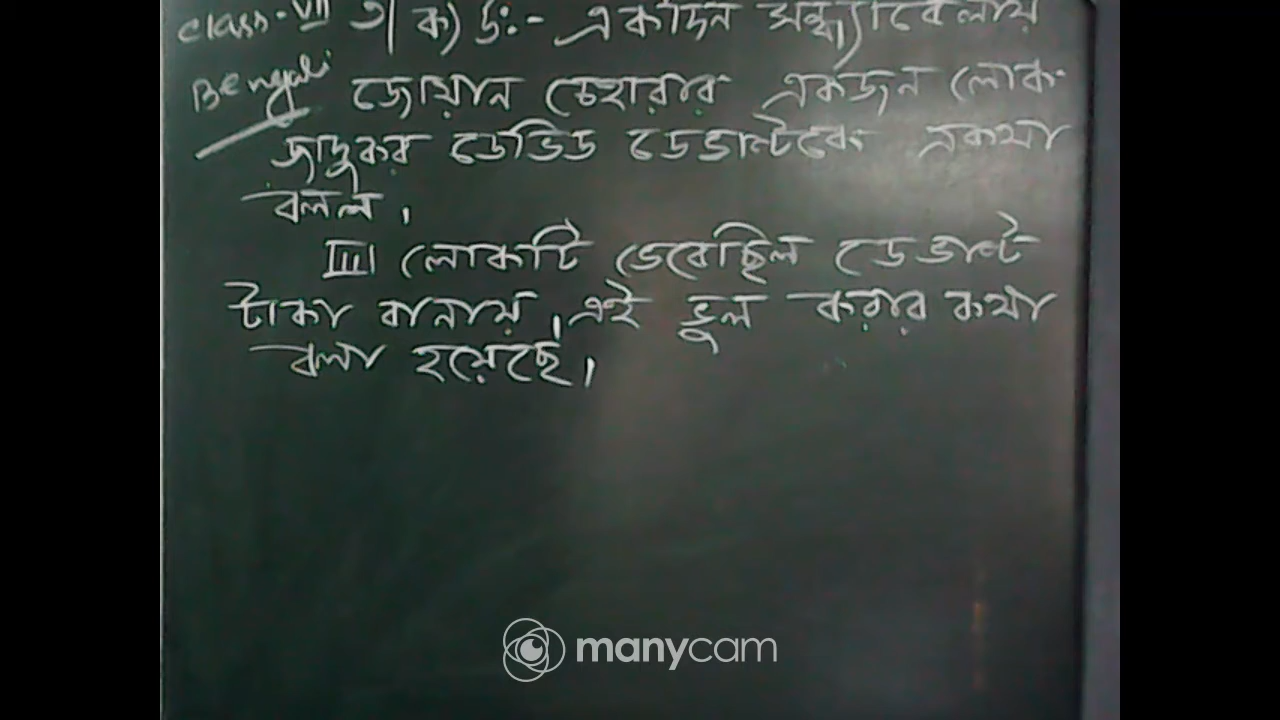 Class-VII ৩। ক) উ:- একদিন সন্ধ্যাবেলায়
Bengali জোয়ান চেহারার একজন লোক
জাদুকর ডেভিড ডেভান্টকে একথা
বলল।
III। লোকটি ভেবেছিল ডেভান্ট
টাকা বানায়। এই ভুল করার কথা
বলা হয়েছে।
manycam